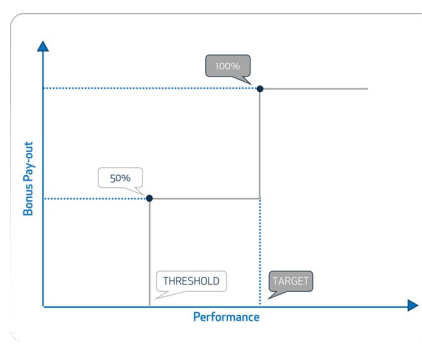 100%
50%
Bonus Pay-out
THRESHOLD
TARGET
Performance